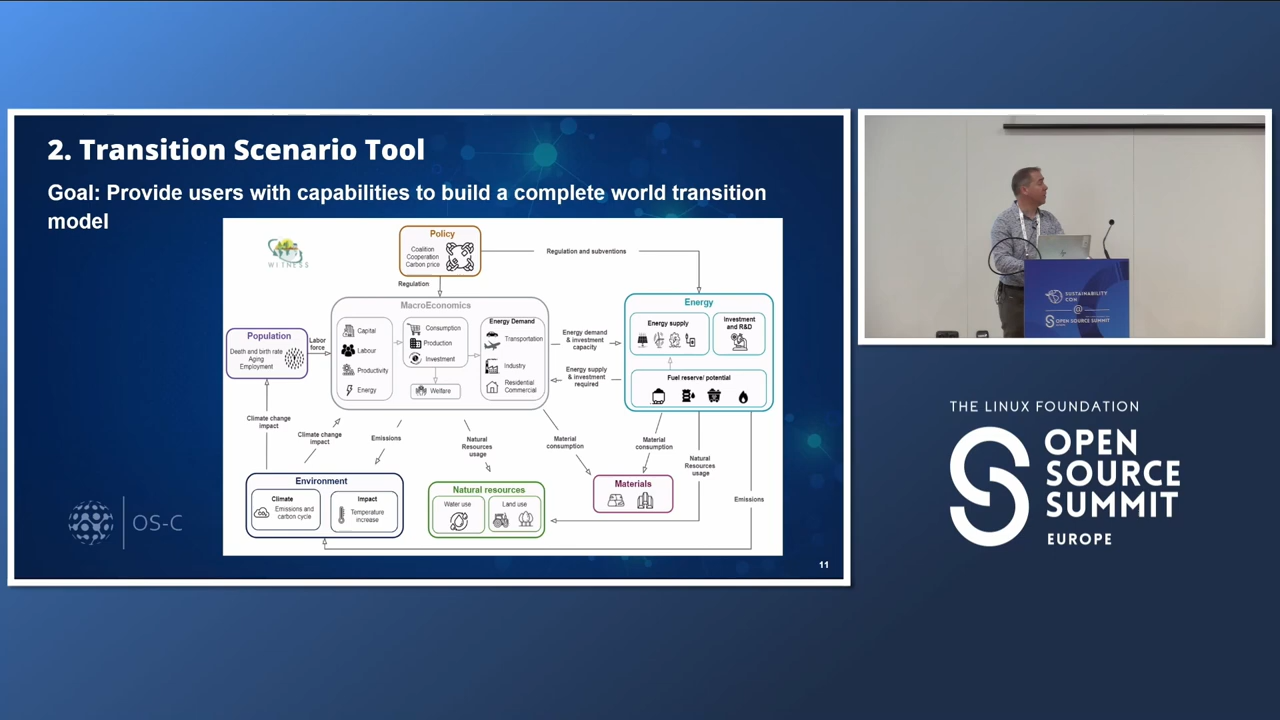 2. Transition Scenario Tool
Goal: Provide users with capabilities to build a complete world transition
model
WITNESS
Policy
Coalition
Cooperation
Carbon price
Regulation and subventions
Regulation
MacroEconomics
Capital
Labour
Productivity
Energy
Consumption
Production
Investment
Welfare
Energy Demand
Transportation
Industry
Residential
Commercial
Population
Death and birth rate
Aging
Employment
Labor
force
Energy demand
& investment
capacity
Energy supply
& investment
required
Energy
Energy supply
Investment
and R&D
Fuel reserve/ potential
Climate change
impact
Climate change
impact
Emissions
Natural
Resources
usage
Material
consumption
Material
consumption
Natural
Resources
usage
Emissions
Environment
Climate
Emissions and
carbon cycle
Impact
Temperature
increase
Natural resources
Water use
Land use
Materials
OS-C
11
SUSTAINABILITY
CON
@
OPEN SOURCE SUMMIT
THE LINUX FOUNDATION
OPEN
SOURCE
SUMMIT
EUROPE